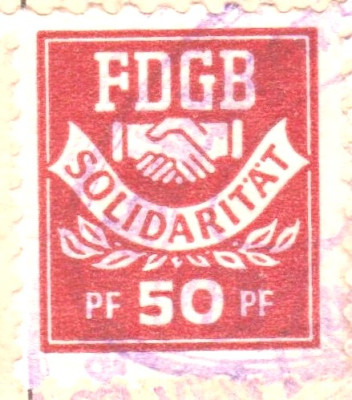 FDGB
SOLIDARITÄT
PF 50 PF